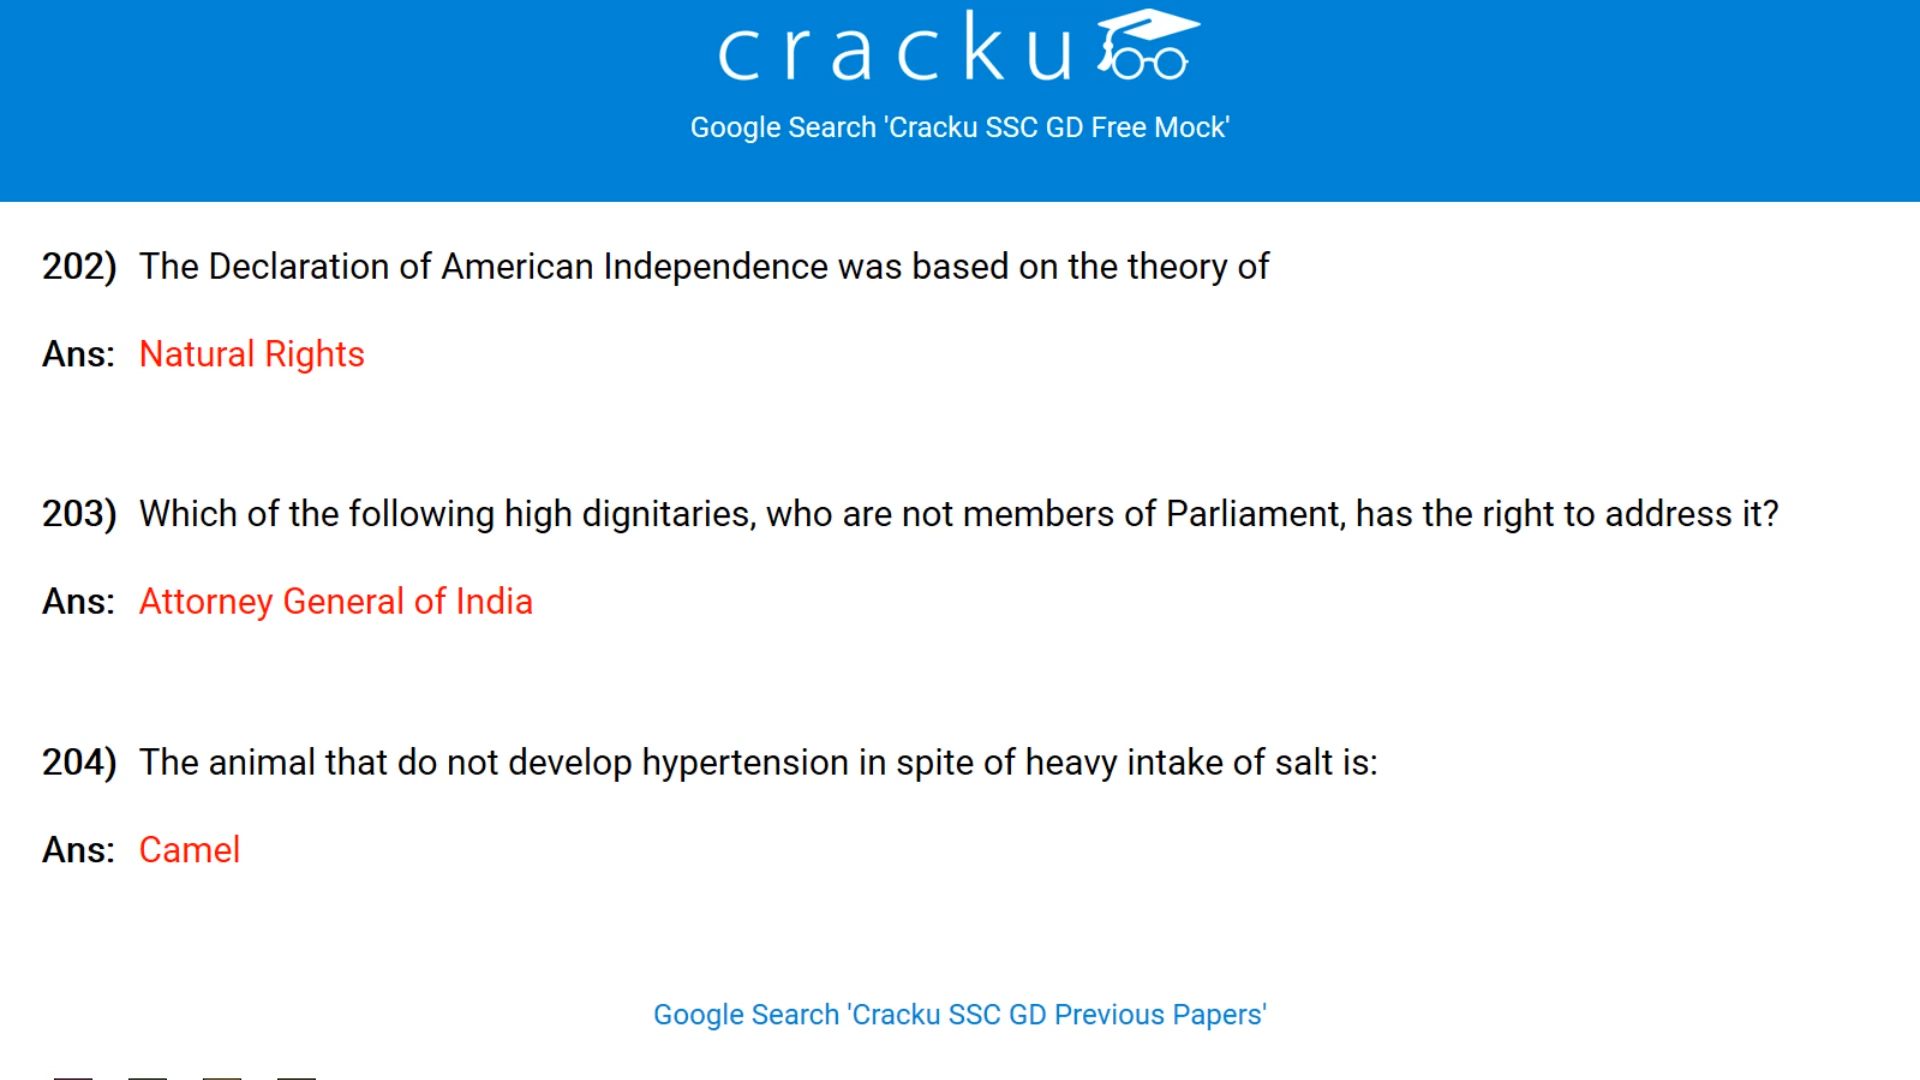 cracku
Google Search 'Cracku SSC GD Free Mock'
202) The Declaration of American Independence was based on the theory of
Ans: Natural Rights
203) Which of the following high dignitaries, who are not members of Parliament, has the right to address it?
Ans: Attorney General of India
204) The animal that do not develop hypertension in spite of heavy intake of salt is:
Ans: Camel
Google Search 'Cracku SSC GD Previous Papers'